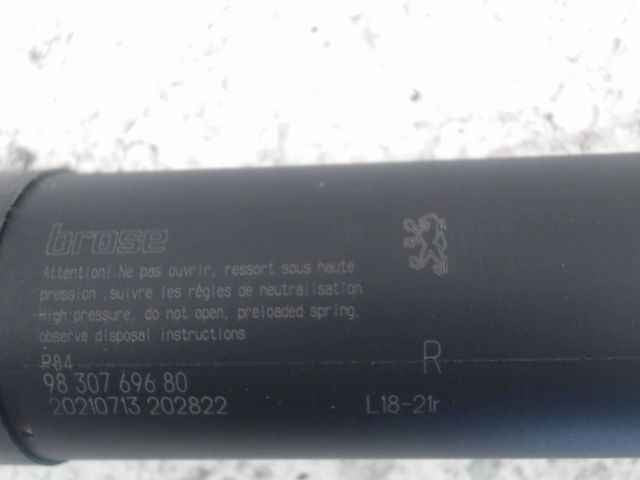 brose
Attention!.Ne pas ouvrir, ressort sous haute
pression ,suivre les règles de neutralisation
High pressure, do not open, preloaded spring,
observe disposal instructions
R84
R
98 307 696 80
20210713 202822
L18-21r